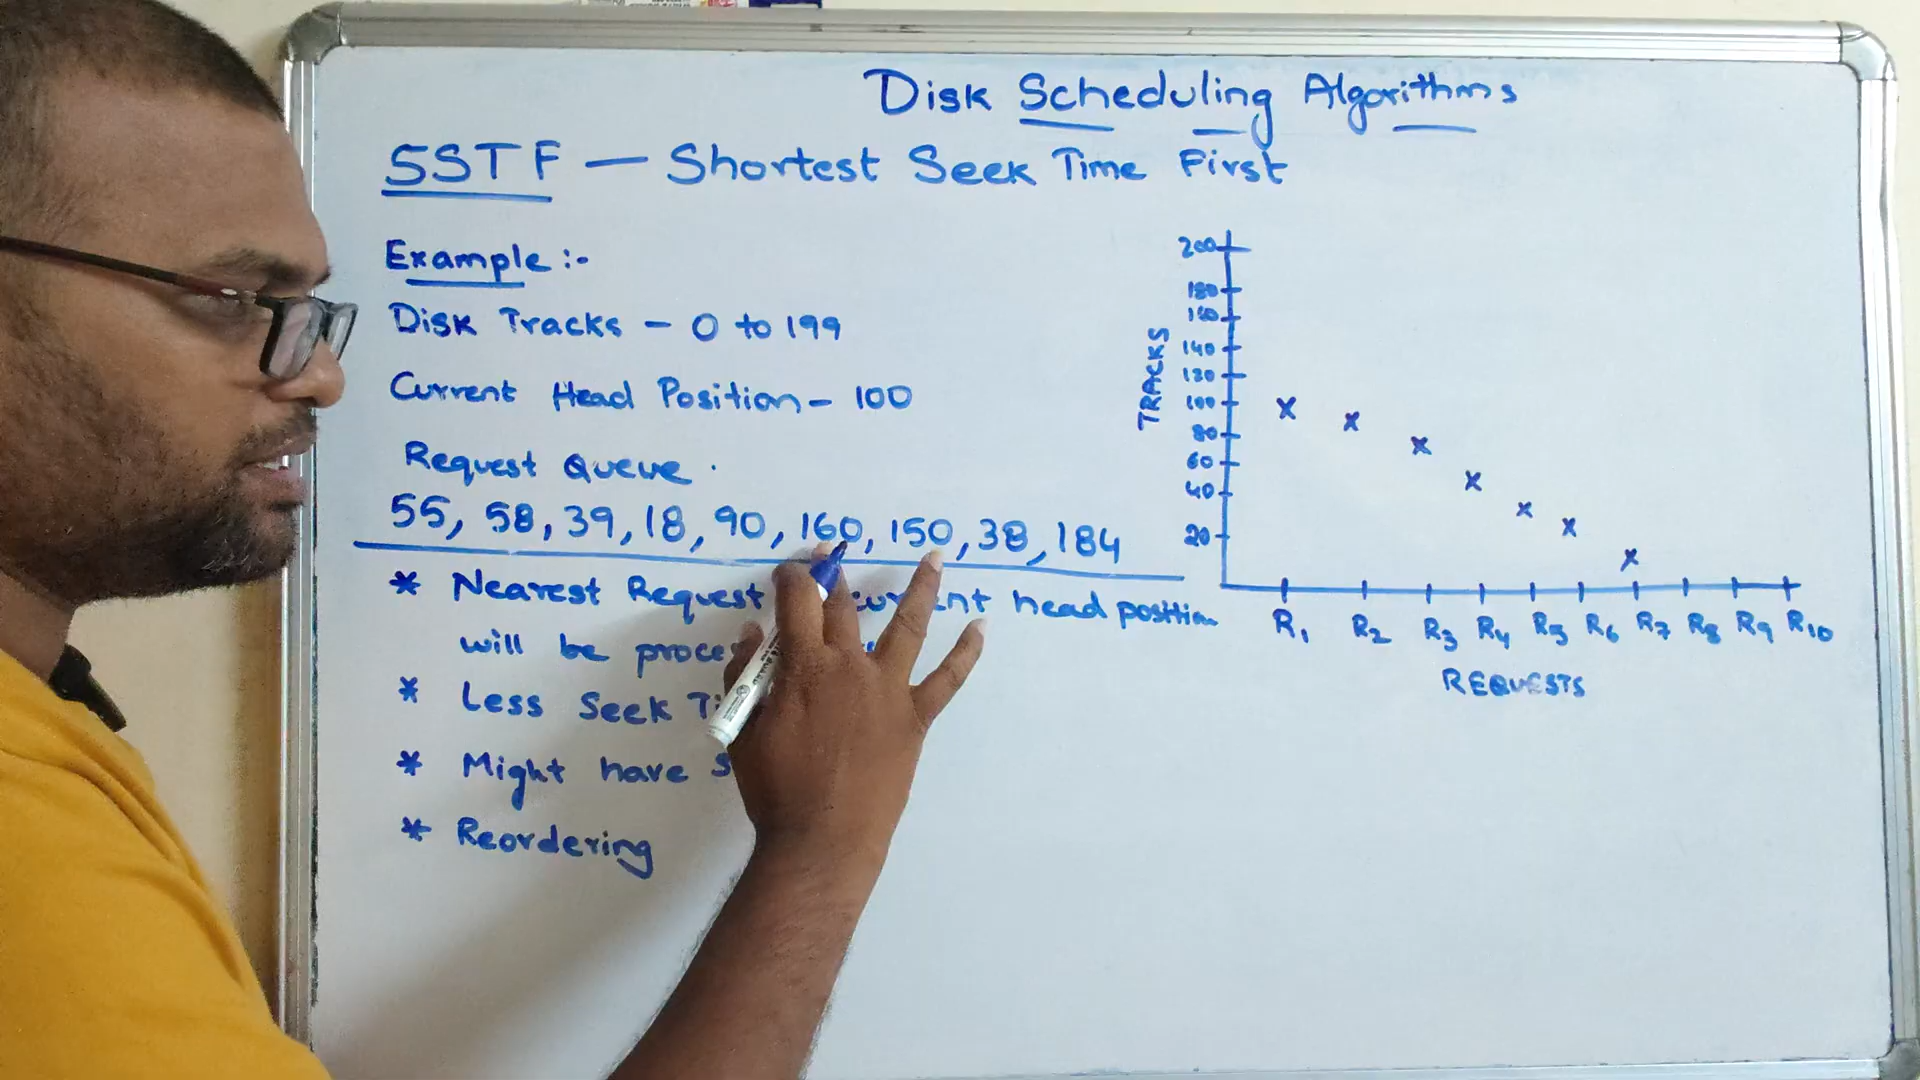 Disk Scheduling Algorithms
SSTF — Shortest Seek Time First
Example :-
Disk Tracks - 0 to 199
Current Head Position - 100
Request Queue
55, 58, 39, 18, 90, 160, 150, 38, 184
* Nearest Request current head position
will be
* Less Seek
* Might have
* Reordering
TRACKS
200
180
160
140
120
100
80
60
40
20
x x x x x x x
R1 R2 R3 R4 R5 R6 R7 R8 R9 R10
REQUESTS